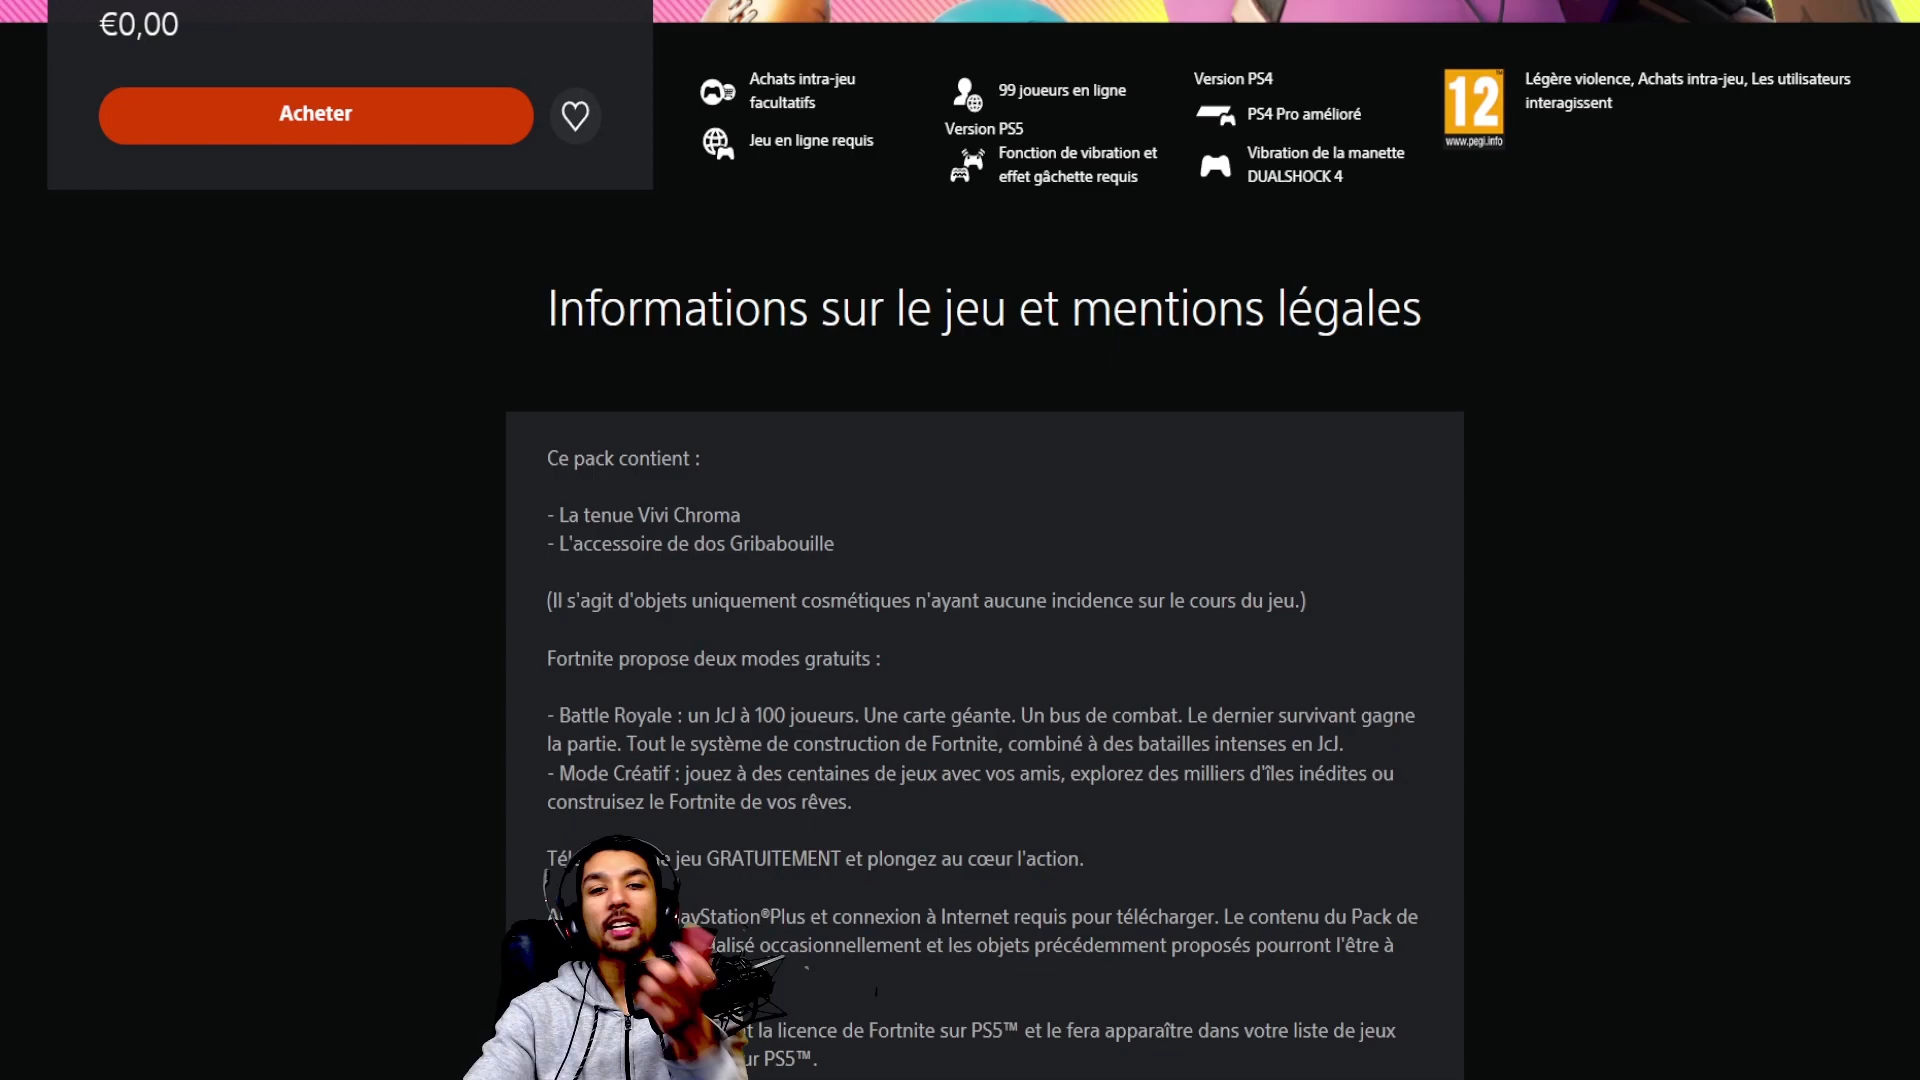 €0,00
Acheter
Achats intra-jeu
facultatifs
Jeu en ligne requis
99 joueurs en ligne
Version PS5
Fonction de vibration et
effet gâchette requis
Version PS4
PS4 Pro amélioré
Vibration de la manette
DUALSHOCK 4
12
www.pegi.info
Légère violence, Achats intra-jeu, Les utilisateurs
interagissent
Informations sur le jeu et mentions légales
Ce pack contient :
- La tenue Vivi Chroma
- L'accessoire de dos Gribabouille
(Il s'agit d'objets uniquement cosmétiques n'ayant aucune incidence sur le cours du jeu.)
Fortnite propose deux modes gratuits :
- Battle Royale : un JcJ à 100 joueurs. Une carte géante. Un bus de combat. Le dernier survivant gagne
la partie. Tout le système de construction de Fortnite, combiné à des batailles intenses en JcJ.
- Mode Créatif : jouez à des centaines de jeux avec vos amis, explorez des milliers d'îles inédites ou
construisez le Fortnite de vos rêves.
jeu GRATUITEMENT et plongez au cœur l'action.
ayStation®Plus et connexion à Internet requis pour télécharger. Le contenu du Pack de
alisé occasionnellement et les objets précédemment proposés pourront l'être à
t la licence de Fortnite sur PS5™ et le fera apparaître dans votre liste de jeux
ur PS5™.